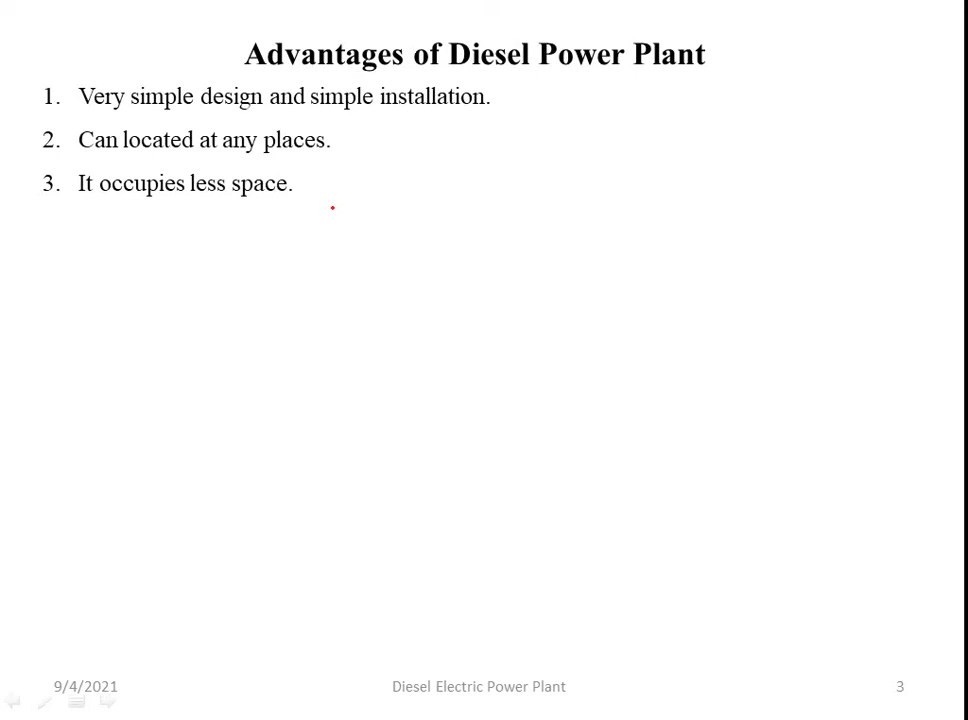 Advantages of Diesel Power Plant
1. Very simple design and simple installation.
2. Can located at any places.
3. It occupies less space.
9/4/2021 Diesel Electric Power Plant 3